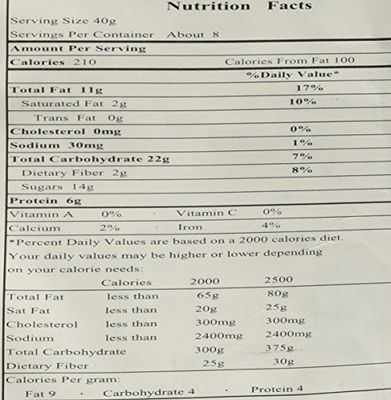 Nutrition Facts
Serving Size 40g
Servings Per Container About 8
Amount Per Serving
Calories 210 Calories From Fat 100
%Daily Value*
Total Fat 11g 17%
Saturated Fat 2g 10%
Trans Fat 0g
Cholesterol 0mg 0%
Sodium 30mg 1%
Total Carbohydrate 22g 7%
Dietary Fiber 2g 8%
Sugars 14g
Protein 6g
Vitamin A 0% · Vitamin C 0%
Calcium 2% · Iron 4%
*Percent Daily Values are based on a 2000 calories diet.
Your daily values may be higher or lower depending
on your calorie needs:
Calories 2000 2500
Total Fat less than 65g 80g
Sat Fat less than 20g 25g
Cholesterol less than 300mg 300mg
Sodium less than 2400mg 2400mg
Total Carbohydrate 300g 375g
Dietary Fiber 25g 30g
Calories Per gram:
Fat 9 · Carbohydrate 4 · Protein 4